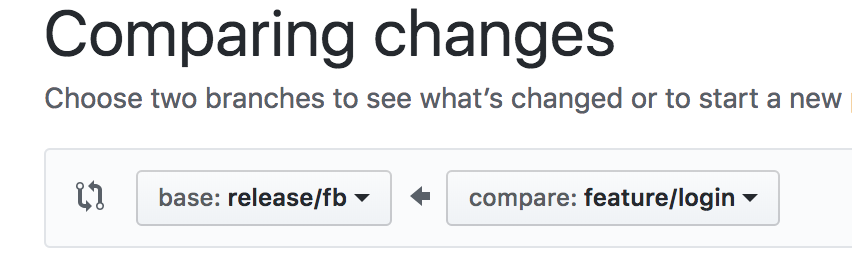 Comparing changes
Choose two branches to see what’s changed or to start a new
base: release/fb
compare: feature/login